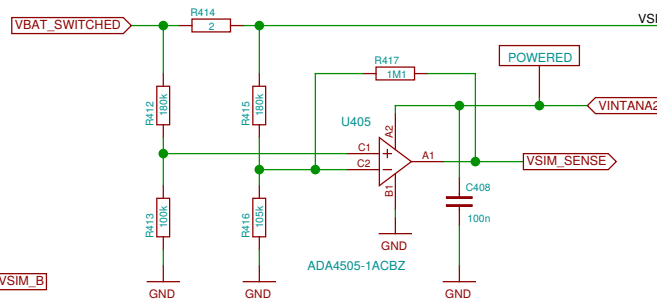 R414
VBAT_SWITCHED
2
VSI
R417
1M1
POWERED
R412
180k
R415
180k
U405
A2
VINTANA2
C1
+
A1
VSIM_SENSE
C2
−
B1
C408
100n
R413
100k
R416
105k
GND
ADA4505-1ACBZ
VSIM_B
GND
GND
GND